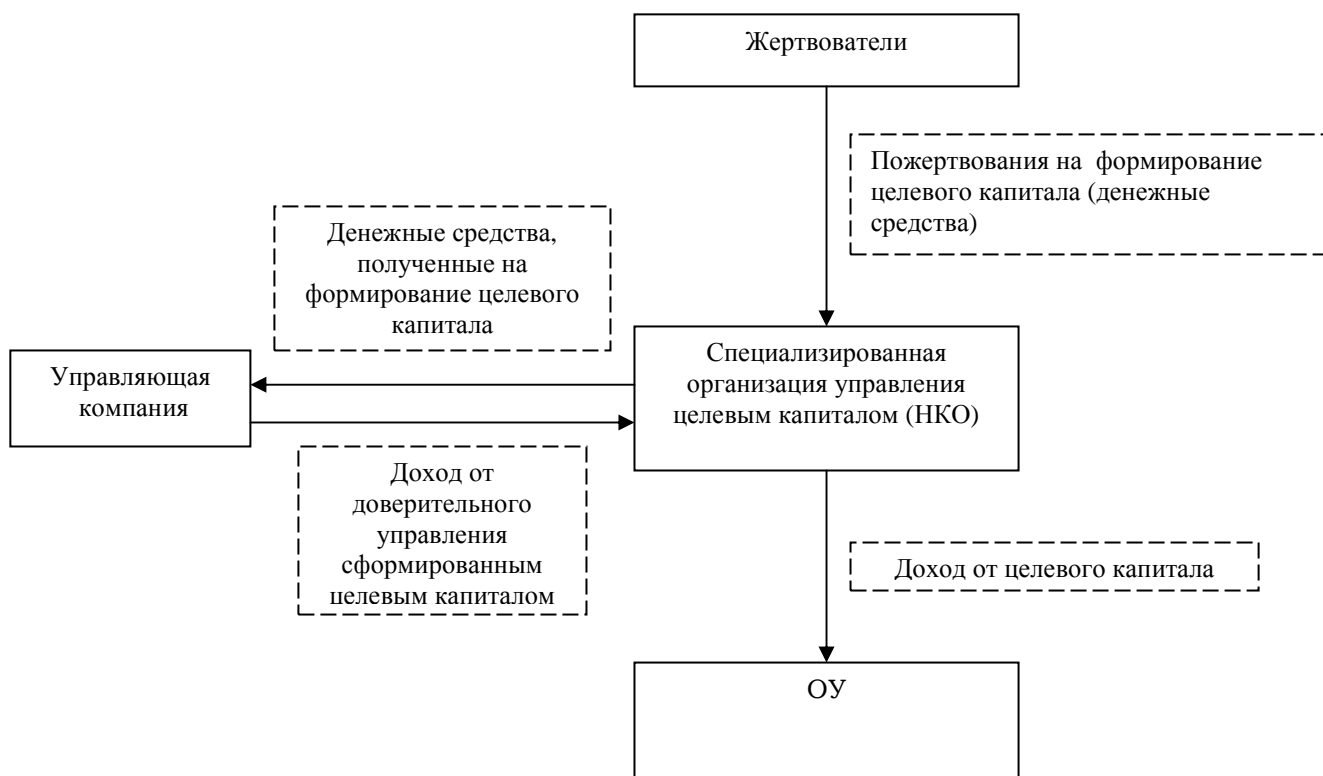 Жертвователи
Пожертвования на формирование
целевого капитала (денежные
средства)
Денежные средства,
полученные на
формирование целевого
капитала
Управляющая
компания
Специализированная
организация управления
целевым капиталом (НКО)
Доход от
доверительного
управления
сформированным
целевым капиталом
Доход от целевого капитала
ОУ